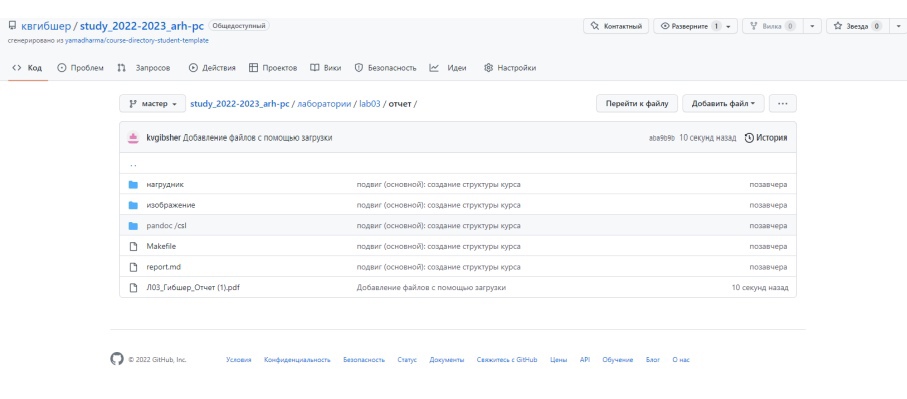 квгибшер / study_2022-2023_arh-pc Общедоступный Контактный Разверните 1 Вилка 0 Звезда 0
сгенерировано из yamadharma/course-directory-student-template
Код Проблем Запросов Действия Проектов Вики Безопасность Идеи Настройки
мастер study_2022-2023_arh-pc / лаборатории / lab03 / отчет / Перейти к файлу Добавить файл ...
kvgibsher Добавление файлов с помощью загрузки aba9b9b 10 секунд назад История
. .
нагрудник подвиг (основной): создание структуры курса позавчера
изображение подвиг (основной): создание структуры курса позавчера
pandoc /csl подвиг (основной): создание структуры курса позавчера
Makefile подвиг (основной): создание структуры курса позавчера
report.md подвиг (основной): создание структуры курса позавчера
Л03_Гибшер_Отчет (1).pdf Добавление файлов с помощью загрузки 10 секунд назад
© 2022 GitHub, Inc. Условия Конфиденциальность Безопасность Статус Документы Свяжитесь с GitHub Цены API Обучение Блог О нас